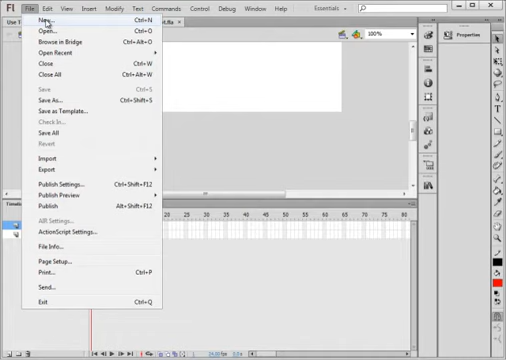 Fl File Edit View Insert Modify Text Commands Control Debug Window Help Essentials
100%
New... Ctrl+N
Open... Ctrl+O
Browse in Bridge Ctrl+Alt+O
Open Recent
Close Ctrl+W
Close All Ctrl+Alt+W
Save Ctrl+S
Save As... Ctrl+Shift+S
Save as Template...
Check In...
Save All
Revert
Import
Export
Publish Settings... Ctrl+Shift+F12
Publish Preview
Publish Alt+Shift+F12
AIR Settings...
ActionScript Settings...
File Info...
Page Setup...
Print... Ctrl+P
Send...
Exit Ctrl+Q
Properties
20 25 30 35 40 45 50 55 60 65 70 75 80